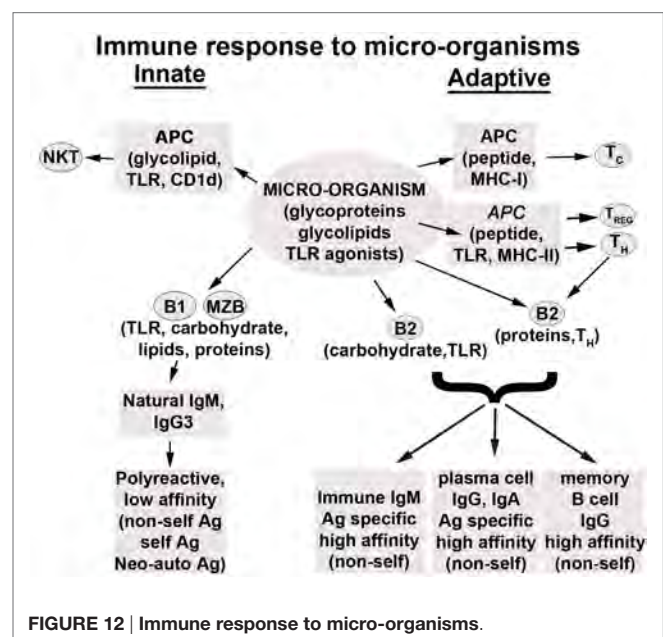 Immune response to micro-organisms
Innate
Adaptive
NKT
APC
(glycolipid,
TLR, CD1d)
MICRO-ORGANISM
(glycoproteins
glycolipids
TLR agonists)
APC
(peptide,
MHC-I)
TC
APC
(peptide,
TLR, MHC-II)
TREG
TH
B1
MZB
(TLR, carbohydrate,
lipids, proteins)
B2
(carbohydrate,TLR)
B2
(proteins,TH)
Natural IgM,
IgG3
Polyreactive,
low affinity
(non-self Ag
self Ag
Neo-auto Ag)
Immune IgM
Ag specific
high affinity
(non-self)
plasma cell
IgG, IgA
Ag specific
high affinity
(non-self)
memory
B cell
IgG
high affinity
(non-self)
FIGURE 12 | Immune response to micro-organisms.